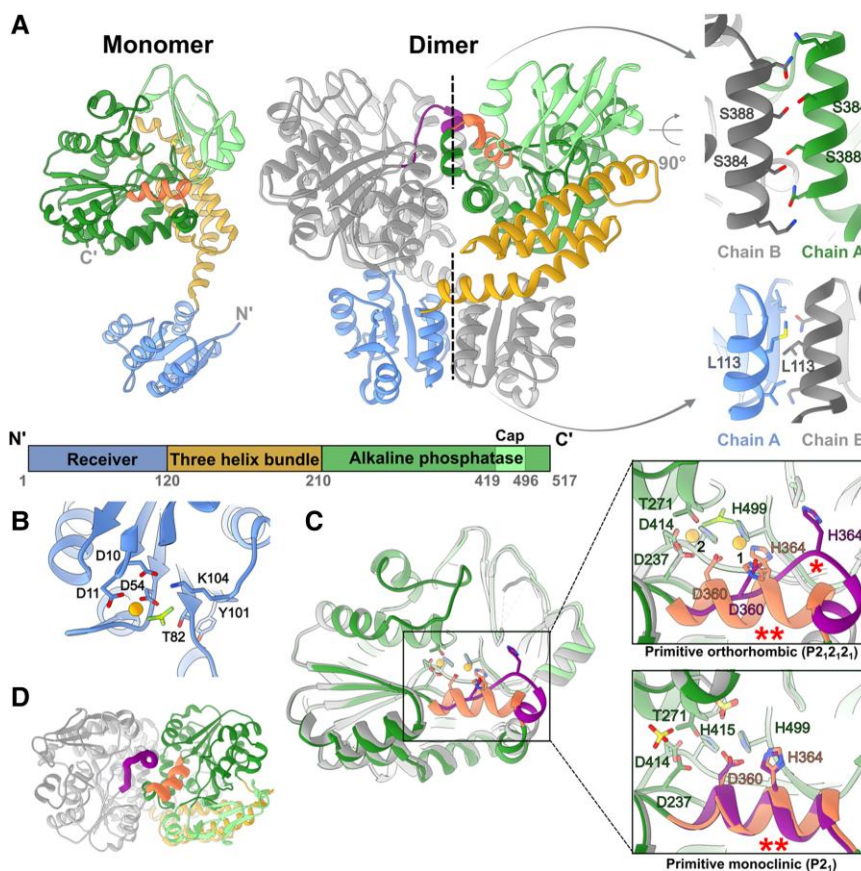 A
Monomer
Dimer
C'
N'
90°
S388
S384
S384
S388
Chain B
Chain A
L113
L113
Chain A
Chain B
N'
Cap
C'
Receiver
Three helix bundle
Alkaline phosphatase
1
120
210
419
496
517
B
D10
D11
D54
K104
Y101
T82
C
T271
D414
D237
H499
2
1
H364
H364
D360
D360
*
**
Primitive orthorhombic (P2₁2₁2₁)
T271
H415
H499
D414
D360
H364
D237
**
Primitive monoclinic (P2₁)
D